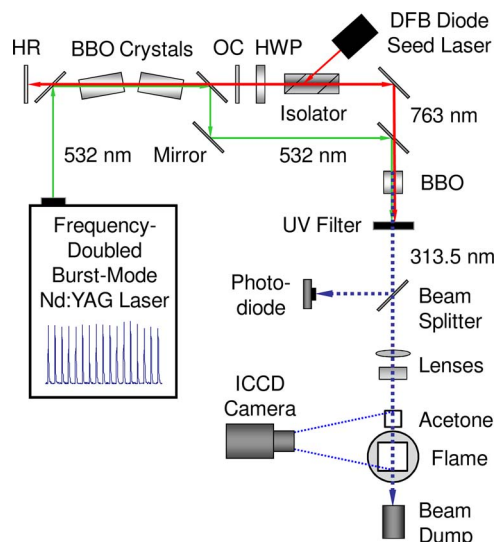 DFB Diode
Seed Laser
HR
BBO Crystals
OC
HWP
Isolator
763 nm
532 nm
Mirror
532 nm
BBO
Frequency-
Doubled
Burst-Mode
Nd:YAG Laser
UV Filter
313.5 nm
Photo-
diode
Beam
Splitter
Lenses
ICCD
Camera
Acetone
Flame
Beam
Dump